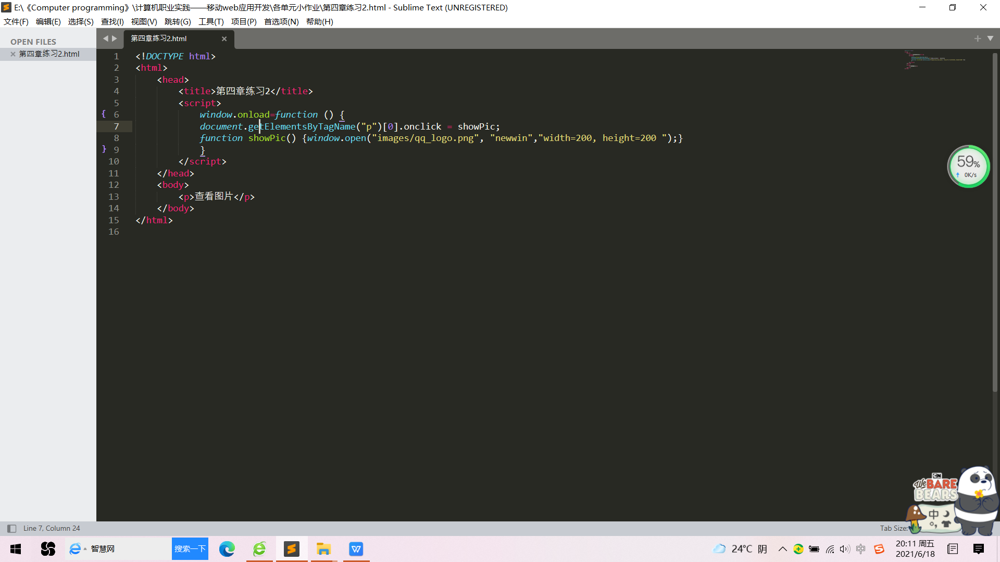 E:\《Computer programming》\计算机职业实践——移动web应用开发\各单元小作业\第四章练习2.html - Sublime Text (UNREGISTERED)
文件(F) 编辑(E) 选择(S) 查找(I) 视图(V) 跳转(G) 工具(T) 项目(P) 首选项(N) 帮助(H)
OPEN FILES
第四章练习2.html
第四章练习2.html
1 <!DOCTYPE html>
2 <html>
3 <head>
4 <title>第四章练习2</title>
5 <script>
{ 6 window.onload=function () {
7 document.getElementsByTagName("p")[0].onclick = showPic;
8 function showPic() {window.open("images/qq_logo.png", "newwin","width=200, height=200 ");}
} 9 }
10 </script>
11 </head>
12 <body>
13 <p>查看图片</p>
14 </body>
15 </html>
16
59%
0K/s
CN
We BARE BEARS
中
Line 7, Column 24
Tab Size:
智慧网
搜索一下
24°C 阴
中
20:11 周五
2021/6/18